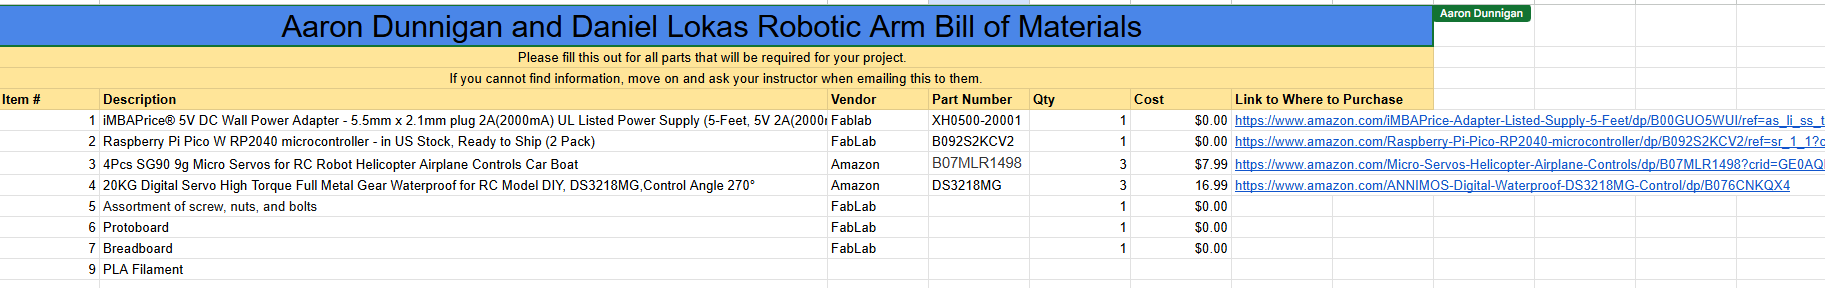 Aaron Dunnigan and Daniel Lokas Robotic Arm Bill of Materials
Aaron Dunnigan
Please fill this out for all parts that will be required for your project.
If you cannot find information, move on and ask your instructor when emailing this to them.
Item # Description Vendor Part Number Qty Cost Link to Where to Purchase
1 iMBAPrice® 5V DC Wall Power Adapter - 5.5mm x 2.1mm plug 2A(2000mA) UL Listed Power Supply (5-Feet, 5V 2A(2000m Fablab XH0500-20001 1 $0.00 https://www.amazon.com/iMBAPrice-Adapter-Listed-Supply-5-Feet/dp/B00GUO5WUI/ref=as_li_ss_t
2 Raspberry Pi Pico W RP2040 microcontroller - in US Stock, Ready to Ship (2 Pack) FabLab B092S2KCV2 1 $0.00 https://www.amazon.com/Raspberry-Pi-Pico-RP2040-microcontroller/dp/B092S2KCV2/ref=sr_1_1?c
3 4Pcs SG90 9g Micro Servos for RC Robot Helicopter Airplane Controls Car Boat Amazon B07MLR1498 3 $7.99 https://www.amazon.com/Micro-Servos-Helicopter-Airplane-Controls/dp/B07MLR1498?crid=GE0AQ
4 20KG Digital Servo High Torque Full Metal Gear Waterproof for RC Model DIY, DS3218MG,Control Angle 270° Amazon DS3218MG 3 16.99 https://www.amazon.com/ANNIMOS-Digital-Waterproof-DS3218MG-Control/dp/B076CNKQX4
5 Assortment of screw, nuts, and bolts FabLab 1 $0.00
6 Protoboard FabLab 1 $0.00
7 Breadboard FabLab 1 $0.00
9 PLA Filament